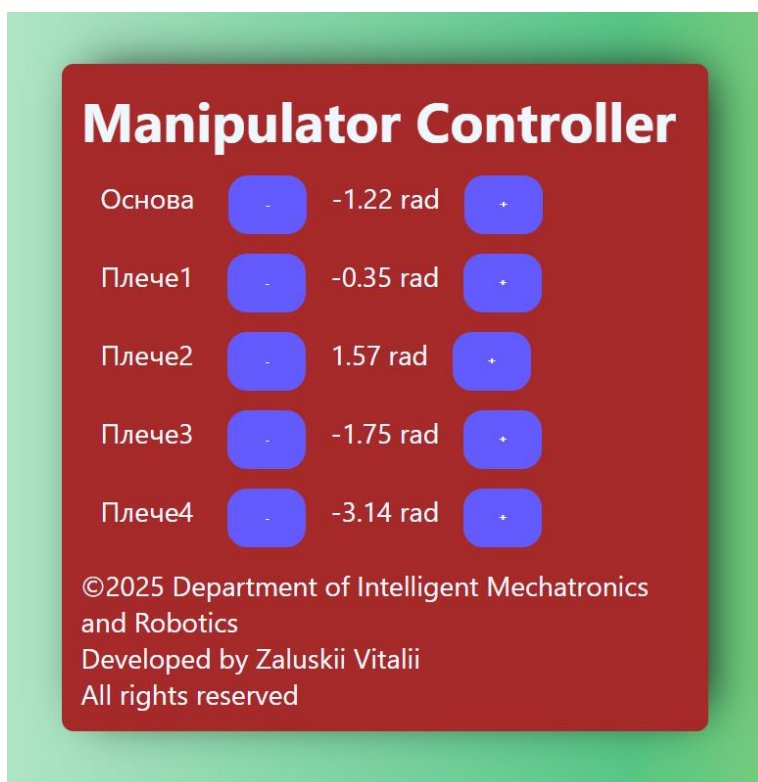 Manipulator Controller
Основа - -1.22 rad +
Плече1 - -0.35 rad +
Плече2 - 1.57 rad +
Плече3 - -1.75 rad +
Плече4 - -3.14 rad +
©2025 Department of Intelligent Mechatronics
and Robotics
Developed by Zaluskii Vitalii
All rights reserved